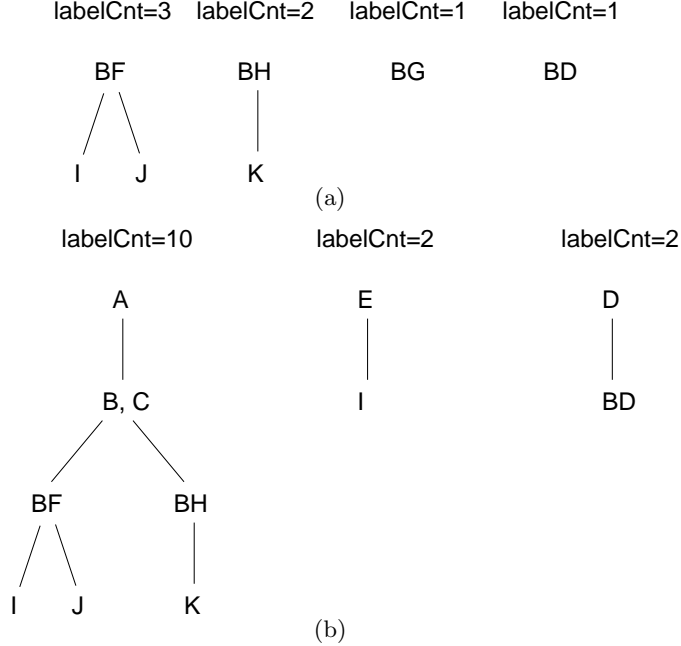 labelCnt=3 labelCnt=2 labelCnt=1 labelCnt=1
BF BH BG BD
I J K
(a)
labelCnt=10 labelCnt=2 labelCnt=2
A E D
B, C I BD
BF BH
I J K
(b)